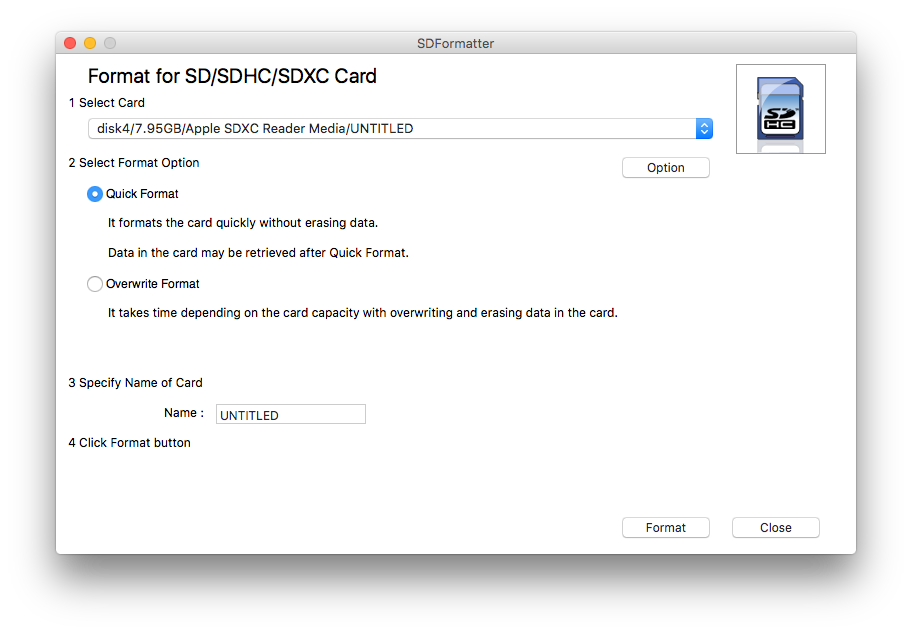 SDFormatter
Format for SD/SDHC/SDXC Card
1 Select Card
disk4/7.95GB/Apple SDXC Reader Media/UNTITLED
2 Select Format Option
Option
Quick Format
It formats the card quickly without erasing data.
Data in the card may be retrieved after Quick Format.
Overwrite Format
It takes time depending on the card capacity with overwriting and erasing data in the card.
3 Specify Name of Card
Name : UNTITLED
4 Click Format button
Format Close
SD
HC